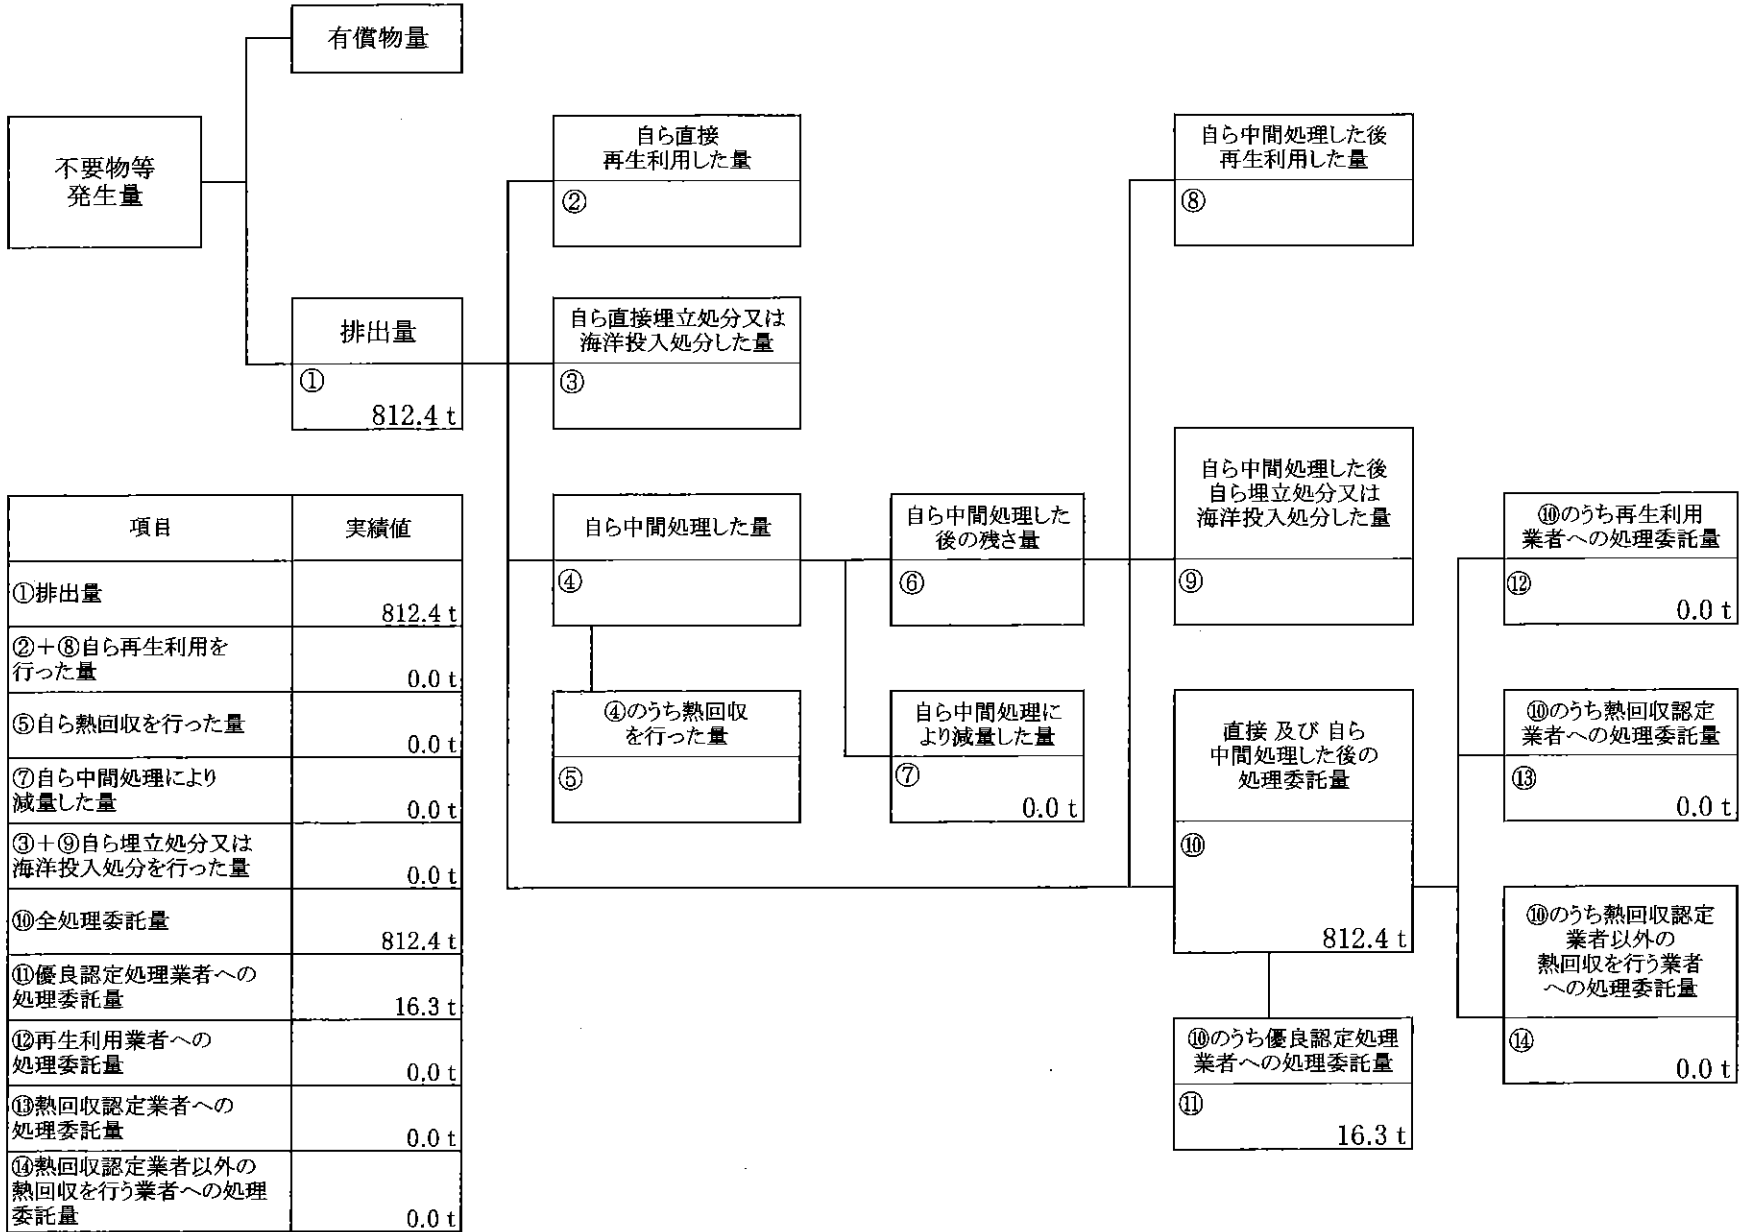 有償物量
不要物等
発生量
自ら直接
再生利用した量
②
自ら中間処理した後
再生利用した量
⑧
排出量
①
812.4 t
自ら直接埋立処分又は
海洋投入処分した量
③
自ら中間処理した量
④
自ら中間処理した
後の残さ量
⑥
自ら中間処理した後
自ら埋立処分又は
海洋投入処分した量
⑨
⑩のうち再生利用
業者への処理委託量
⑫
0.0 t
④のうち熱回収
を行った量
⑤
自ら中間処理に
より減量した量
⑦
0.0 t
直接 及び 自ら
中間処理した後の
処理委託量
⑩
812.4 t
⑩のうち熱回収認定
業者への処理委託量
⑬
0.0 t
⑩のうち熱回収認定
業者以外の
熱回収を行う業者
への処理委託量
⑭
0.0 t
⑩のうち優良認定処理
業者への処理委託量
⑪
16.3 t
項目 実績値
①排出量
812.4 t
②+⑧自ら再生利用を
行った量
0.0 t
⑤自ら熱回収を行った量
0.0 t
⑦自ら中間処理により
減量した量
0.0 t
③+⑨自ら埋立処分又は
海洋投入処分を行った量
0.0 t
⑩全処理委託量
812.4 t
⑪優良認定処理業者への
処理委託量
16.3 t
⑫再生利用業者への
処理委託量
0.0 t
⑬熱回収認定業者への
処理委託量
0.0 t
⑭熱回収認定業者以外の
熱回収を行う業者への処理
委託量
0.0 t